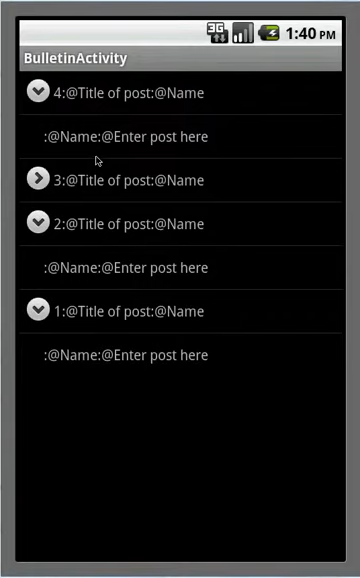 3G 1:40 PM
BulletinActivity
4:@Title of post:@Name
:@Name:@Enter post here
3:@Title of post:@Name
2:@Title of post:@Name
:@Name:@Enter post here
1:@Title of post:@Name
:@Name:@Enter post here